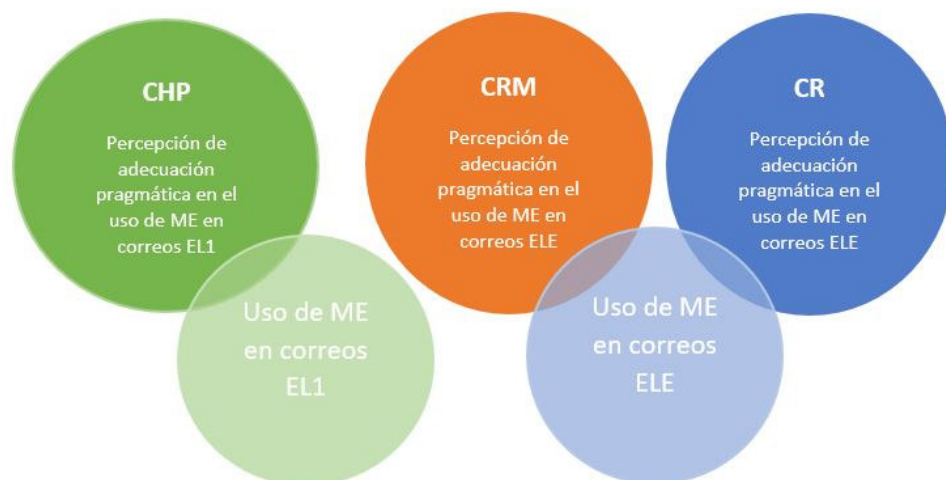 CHP
Percepción de
adecuación
pragmática en el
uso de ME en
correos EL1
CRM
Percepción de
adecuación
pragmática en el
uso de ME en
correos ELE
CR
Percepción de
adecuación
pragmática en el
uso de ME en
correos ELE
Uso de ME
en correos
EL1
Uso de ME
en correos
ELE